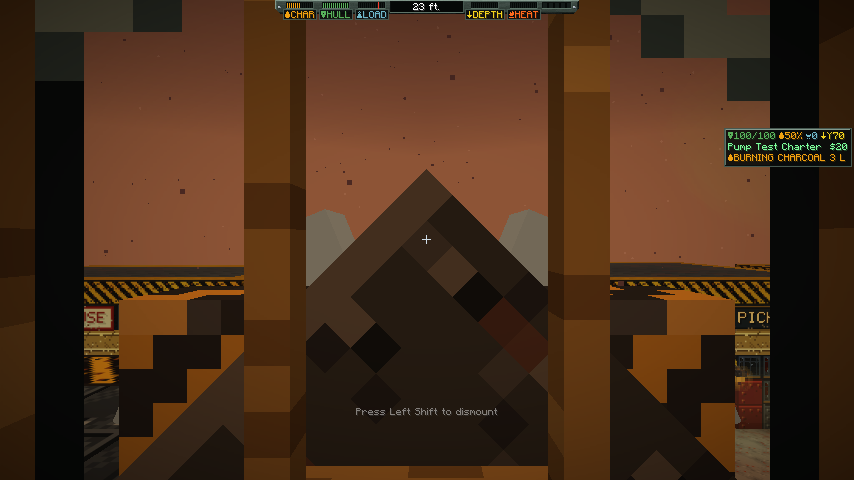 23 ft.
CHAR HULL LOAD DEPTH HEAT
100/100 50% 0 Y70
Pump Test Charter $20
BURNING CHARCOAL 3 L
SE
PICK
Press Left Shift to dismount